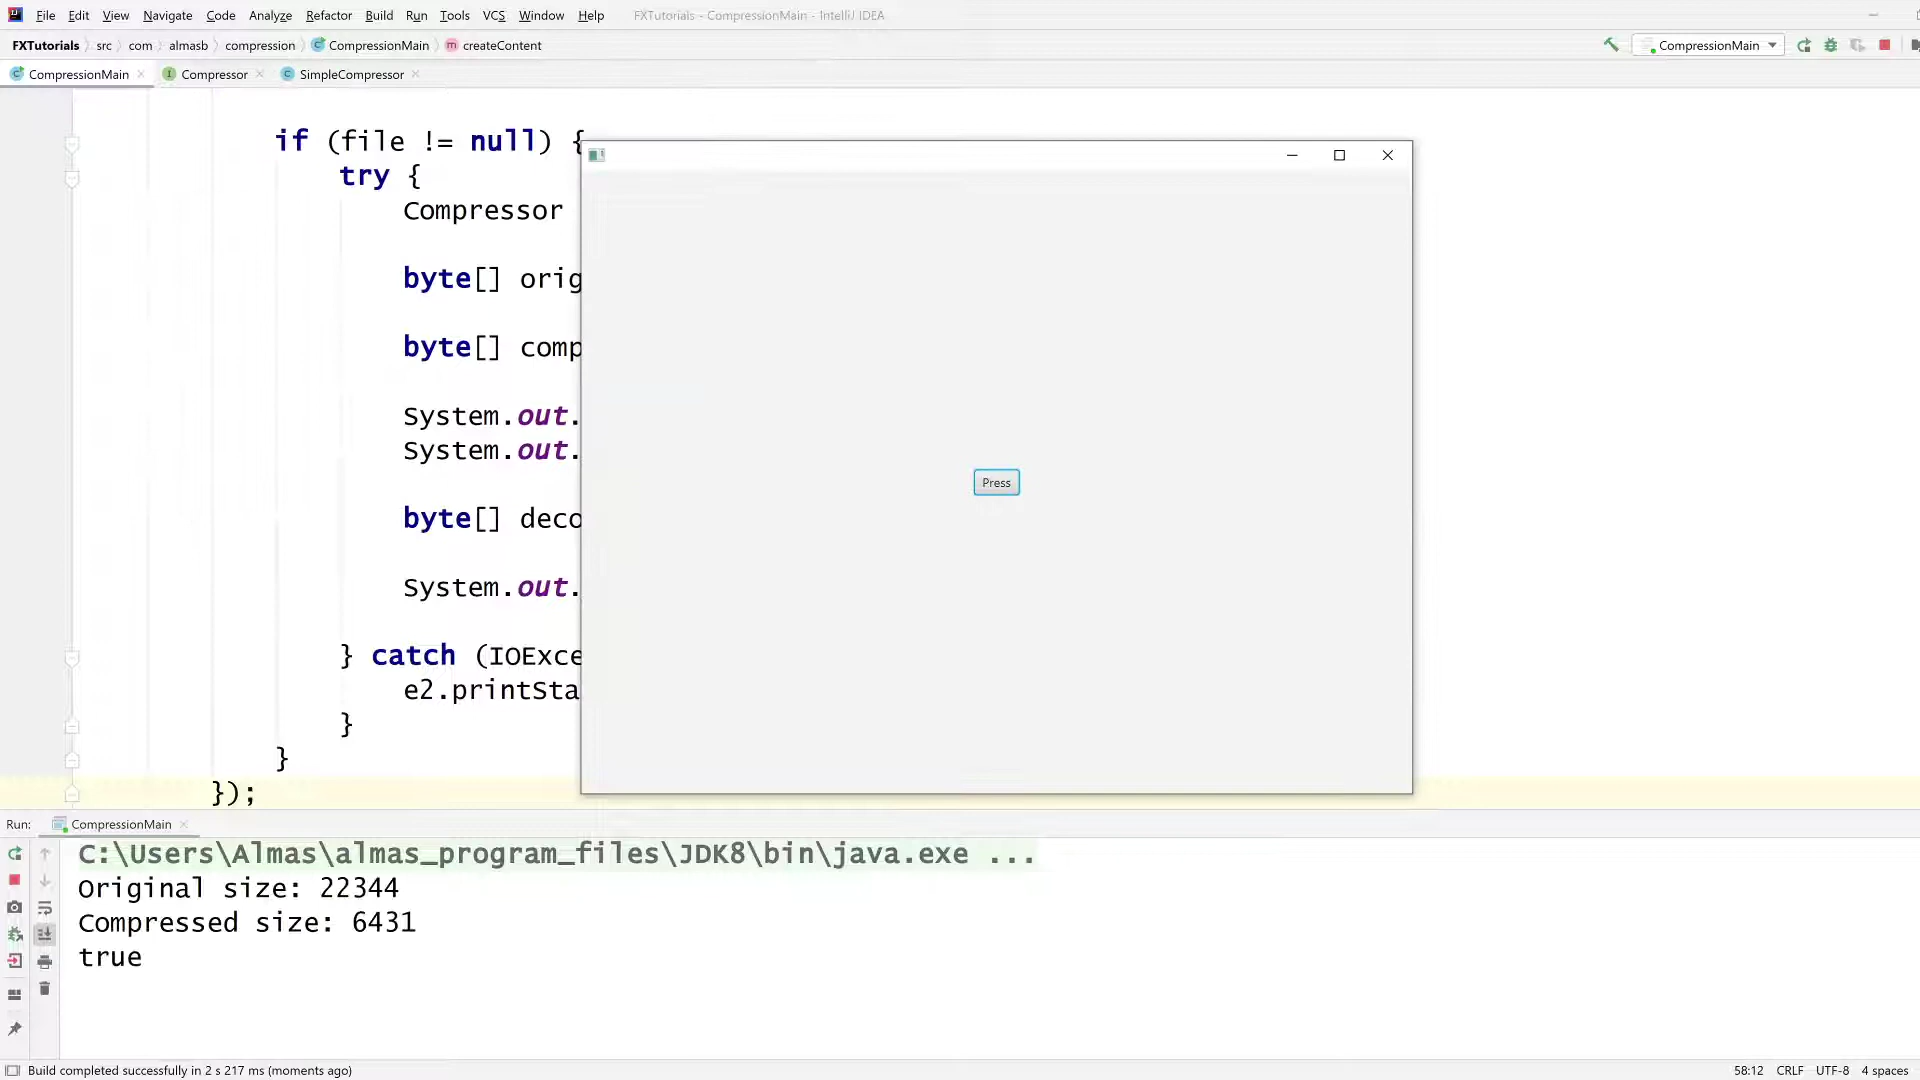 File Edit View Navigate Code Analyze Refactor Build Run Tools VCS Window Help FXTutorials - CompressionMain - IntelliJ IDEA
FXTutorials src com almasb compression CompressionMain createContent CompressionMain
CompressionMain Compressor SimpleCompressor
if (file != null) {
try {
Compressor
byte[] orig
byte[] comp
System.out.
System.out.
Press
byte[] deco
System.out.
} catch (IOExce
e2.printSta
}
}
});
Run: CompressionMain
C:\Users\Almas\almas_program_files\JDK8\bin\java.exe ...
Original size: 22344
Compressed size: 6431
true
Build completed successfully in 2 s 217 ms (moments ago) 58:12 CRLF UTF-8 4 spaces